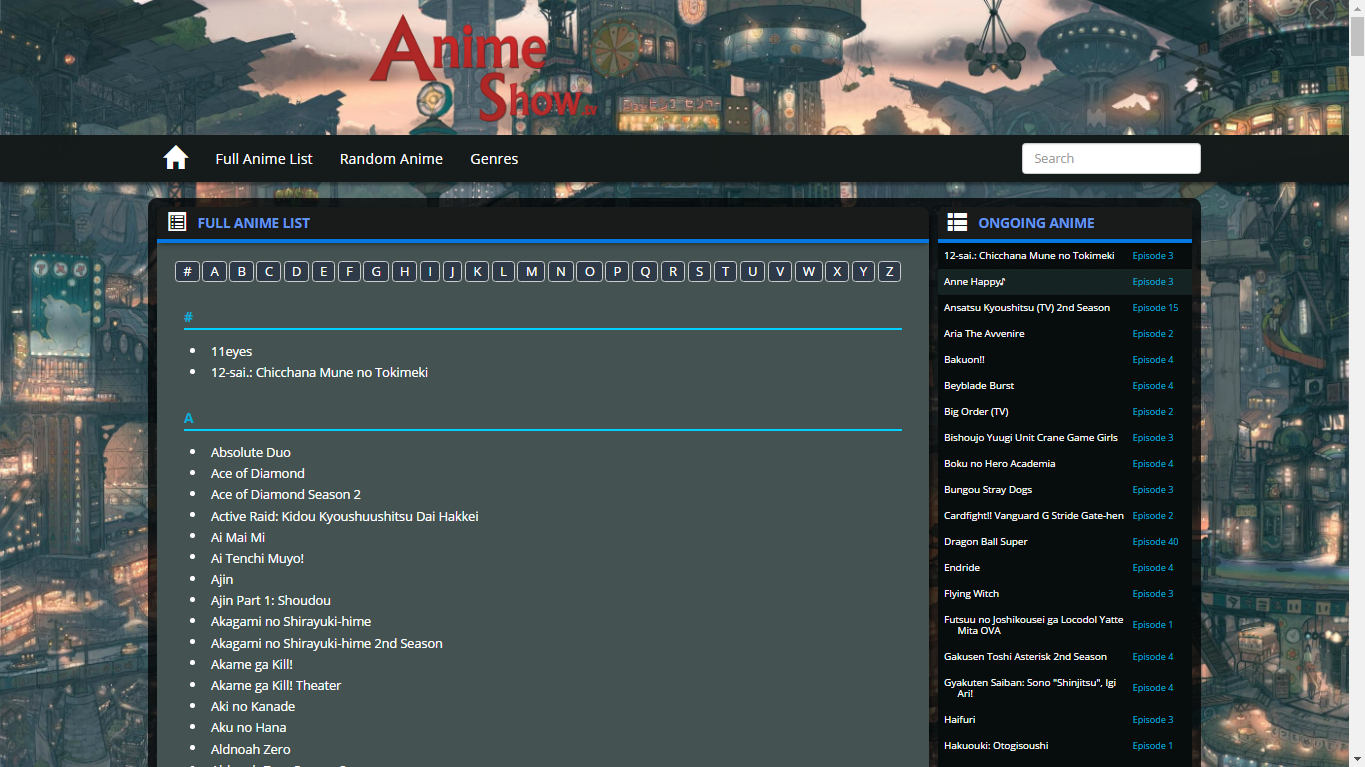 Anime
Show.tv
Full Anime List
Random Anime
Genres
Search
FULL ANIME LIST
# A B C D E F G H I J K L M N O P Q R S T U V W X Y Z
#
11eyes
12-sai.: Chicchana Mune no Tokimeki
A
Absolute Duo
Ace of Diamond
Ace of Diamond Season 2
Active Raid: Kidou Kyoushuushitsu Dai Hakkei
Ai Mai Mi
Ai Tenchi Muyo!
Ajin
Ajin Part 1: Shoudou
Akagami no Shirayuki-hime
Akagami no Shirayuki-hime 2nd Season
Akame ga Kill!
Akame ga Kill! Theater
Aki no Kanade
Aku no Hana
Aldnoah Zero
ONGOING ANIME
12-sai.: Chicchana Mune no Tokimeki Episode 3
Anne Happy♪ Episode 3
Ansatsu Kyoushitsu (TV) 2nd Season Episode 15
Aria The Avvenire Episode 2
Bakuon!! Episode 4
Beyblade Burst Episode 4
Big Order (TV) Episode 2
Bishoujo Yuugi Unit Crane Game Girls Episode 3
Boku no Hero Academia Episode 4
Bungou Stray Dogs Episode 3
Cardfight!! Vanguard G Stride Gate-hen Episode 2
Dragon Ball Super Episode 40
Endride Episode 4
Flying Witch Episode 3
Futsuu no Joshikousei ga Locodol Yatte
Mita OVA Episode 1
Gakusen Toshi Asterisk 2nd Season Episode 4
Gyakuten Saiban: Sono "Shinjitsu", Igi
Ari! Episode 4
Haifuri Episode 3
Hakuouki: Otogisoushi Episode 1